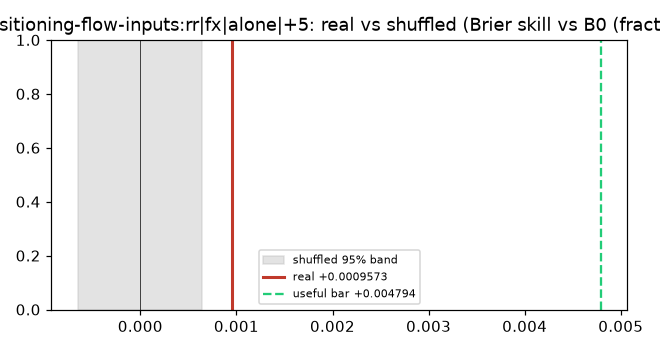 sitioning-flow-inputs:rr|fx|alone|+5: real vs shuffled (Brier skill vs B0 (fract
1.0
0.8
0.6
0.4
0.2
0.0
shuffled 95% band
real +0.0009573
useful bar +0.004794
0.000 0.001 0.002 0.003 0.004 0.005